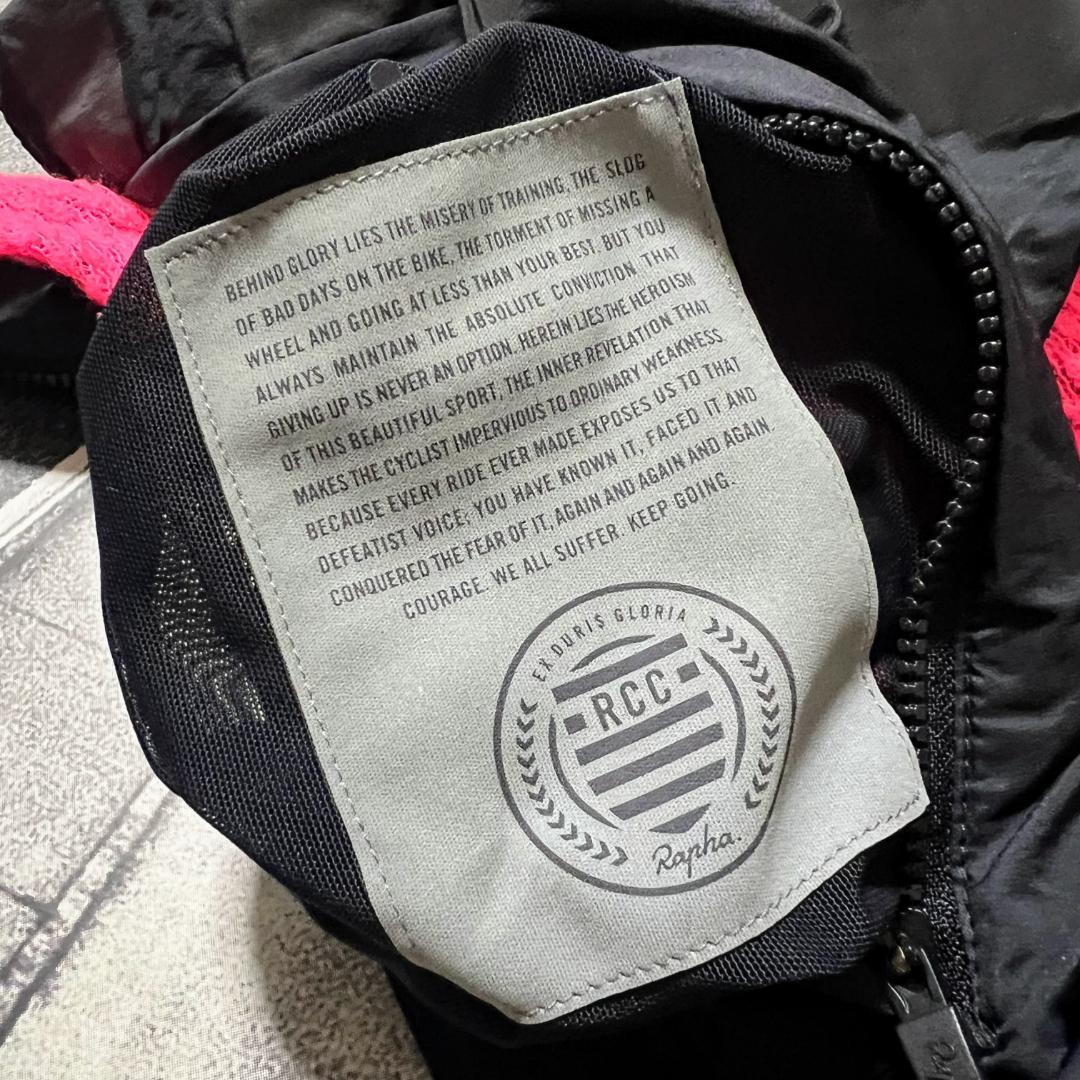 BEHIND GLORY LIES THE MISERY OF TRAINING, THE SLOG
OF BAD DAYS ON THE BIKE, THE TORMENT OF MISSING A
WHEEL AND GOING AT LESS THAN YOUR BEST. BUT YOU
ALWAYS MAINTAIN THE ABSOLUTE CONVICTION THAT
GIVING UP IS NEVER AN OPTION. HEREIN LIES THE HEROISM
OF THIS BEAUTIFUL SPORT, THE INNER REVELATION THAT
MAKES THE CYCLIST IMPERVIOUS TO ORDINARY WEAKNESS
BECAUSE EVERY RIDE EVER MADE EXPOSES US TO THAT
DEFEATIST VOICE; YOU HAVE KNOWN IT, FACED IT AND
CONQUERED THE FEAR OF IT, AGAIN AND AGAIN AND AGAIN.
COURAGE. WE ALL SUFFER. KEEP GOING.
EX DURIS GLORIA
RCC
Rapha.